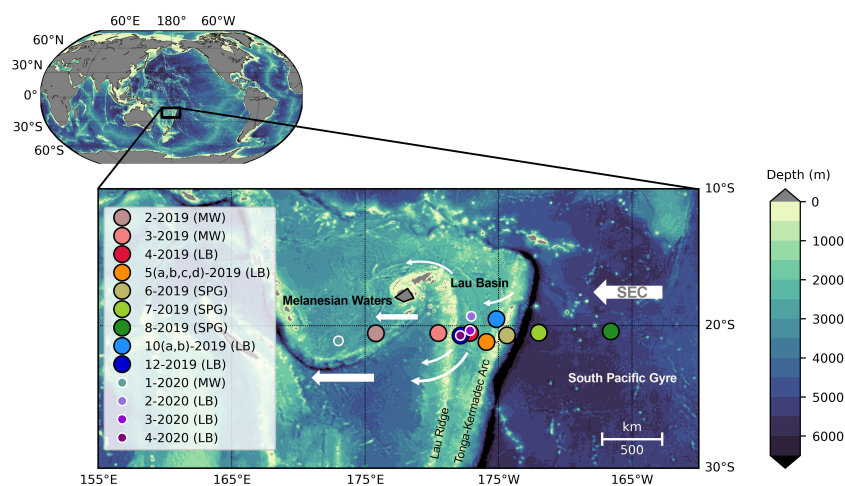 60°E 180° 60°W
60°N
30°N
0°
30°S
60°S
Depth (m)
0
1000
2000
3000
4000
5000
6000
10°S
20°S
30°S
2-2019 (MW)
3-2019 (MW)
4-2019 (LB)
5(a,b,c,d)-2019 (LB)
6-2019 (SPG)
7-2019 (SPG)
8-2019 (SPG)
10(a,b)-2019 (LB)
12-2019 (LB)
1-2020 (MW)
2-2020 (LB)
3-2020 (LB)
4-2020 (LB)
Lau Basin
Melanesian Waters
SEC
South Pacific Gyre
Lau Ridge
Tonga-Kermadec Arc
km
500
155°E 165°E 175°E 175°W 165°W